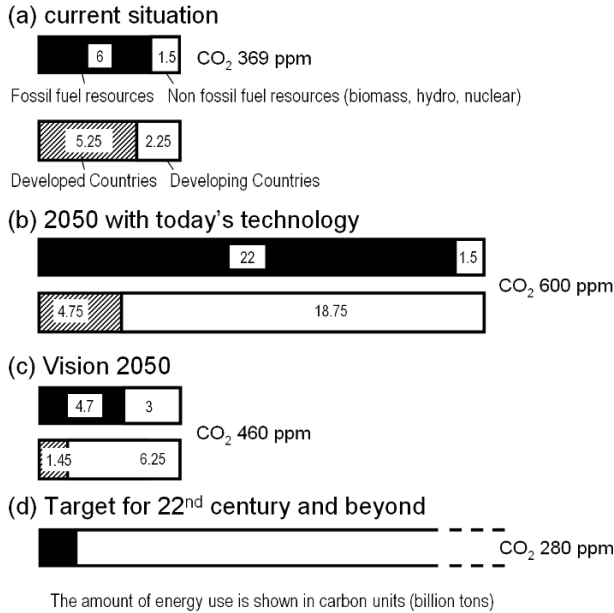 (a) current situation
6 1.5 CO₂ 369 ppm
Fossil fuel resources Non fossil fuel resources (biomass, hydro, nuclear)
5.25 2.25
Developed Countries Developing Countries
(b) 2050 with today's technology
22 1.5
CO₂ 600 ppm
4.75 18.75
(c) Vision 2050
4.7 3
CO₂ 460 ppm
1.45 6.25
(d) Target for 22ⁿᵈ century and beyond
CO₂ 280 ppm
The amount of energy use is shown in carbon units (billion tons)